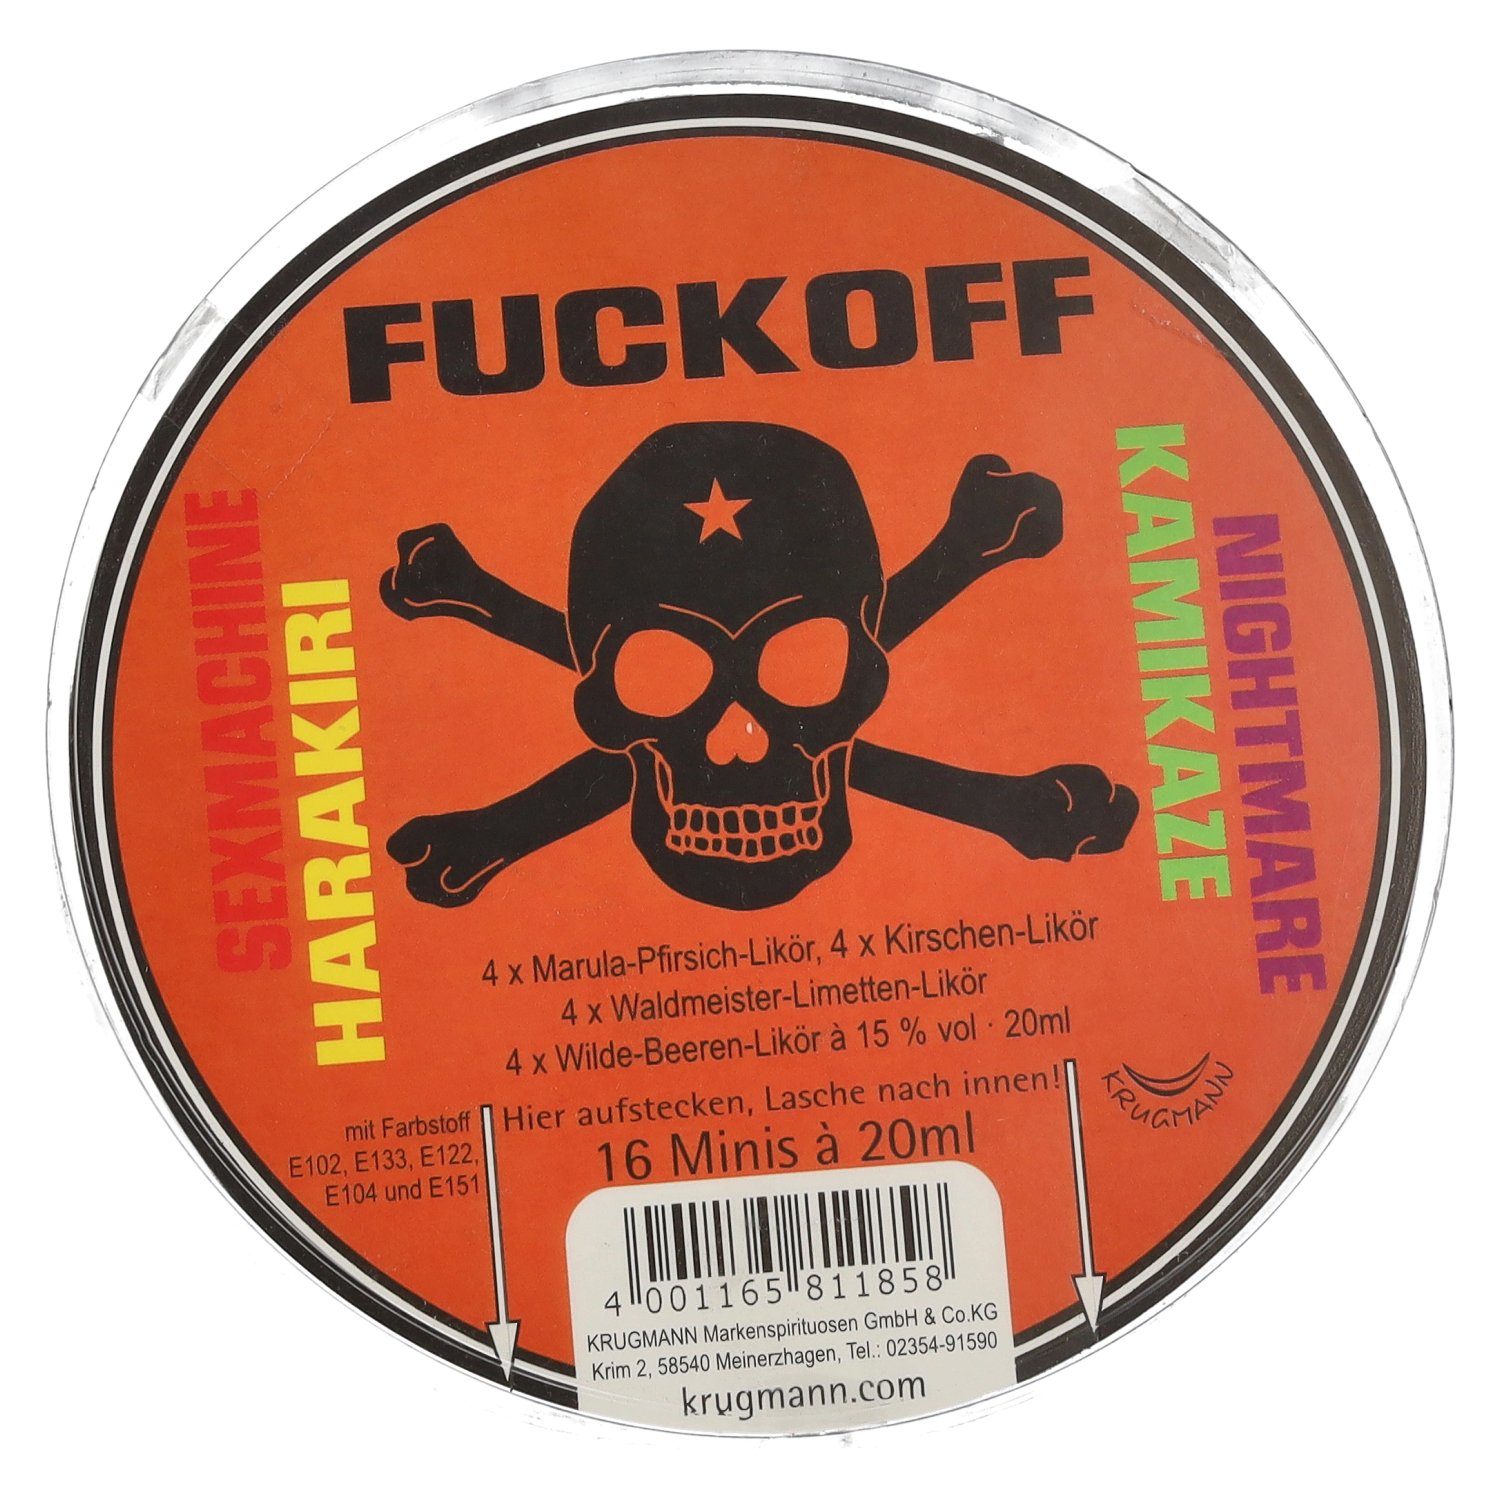 FUCKOFF
SEXMACHINE
HARAKIRI
KAMIKAZE
NIGHTMARE
4 x Marula-Pfirsich-Likör, 4 x Kirschen-Likör
4 x Waldmeister-Limetten-Likör
4 x Wilde-Beeren-Likör à 15 % vol · 20ml
Hier aufstecken, Lasche nach innen!
16 Minis à 20ml
mit Farbstoff
E102, E133, E122,
E104 und E151
KRUGMANN
4 001165 811858
KRUGMANN Markenspirituosen GmbH & Co.KG
Krim 2, 58540 Meinerzhagen, Tel.: 02354-91590
krugmann.com